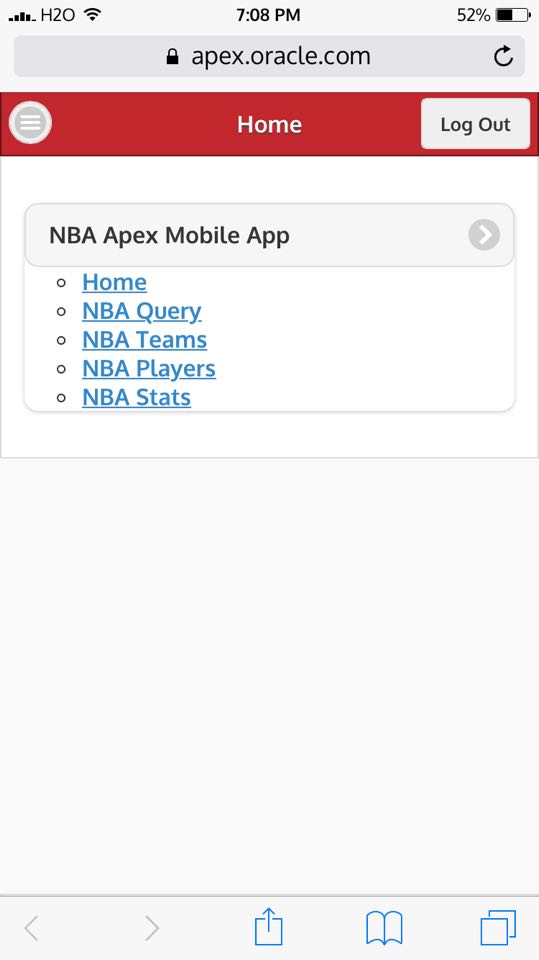 H2O 7:08 PM 52%
apex.oracle.com
Home Log Out
NBA Apex Mobile App
Home
NBA Query
NBA Teams
NBA Players
NBA Stats